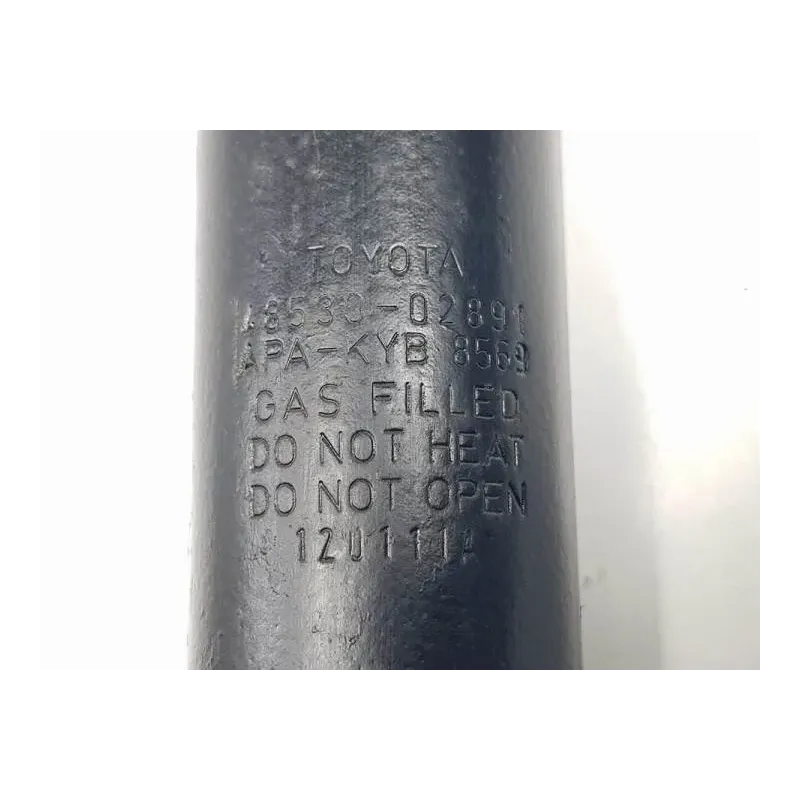 TOYOTA
48530-02891
APA-KYB 8569
GAS FILLED
DO NOT HEAT
DO NOT OPEN